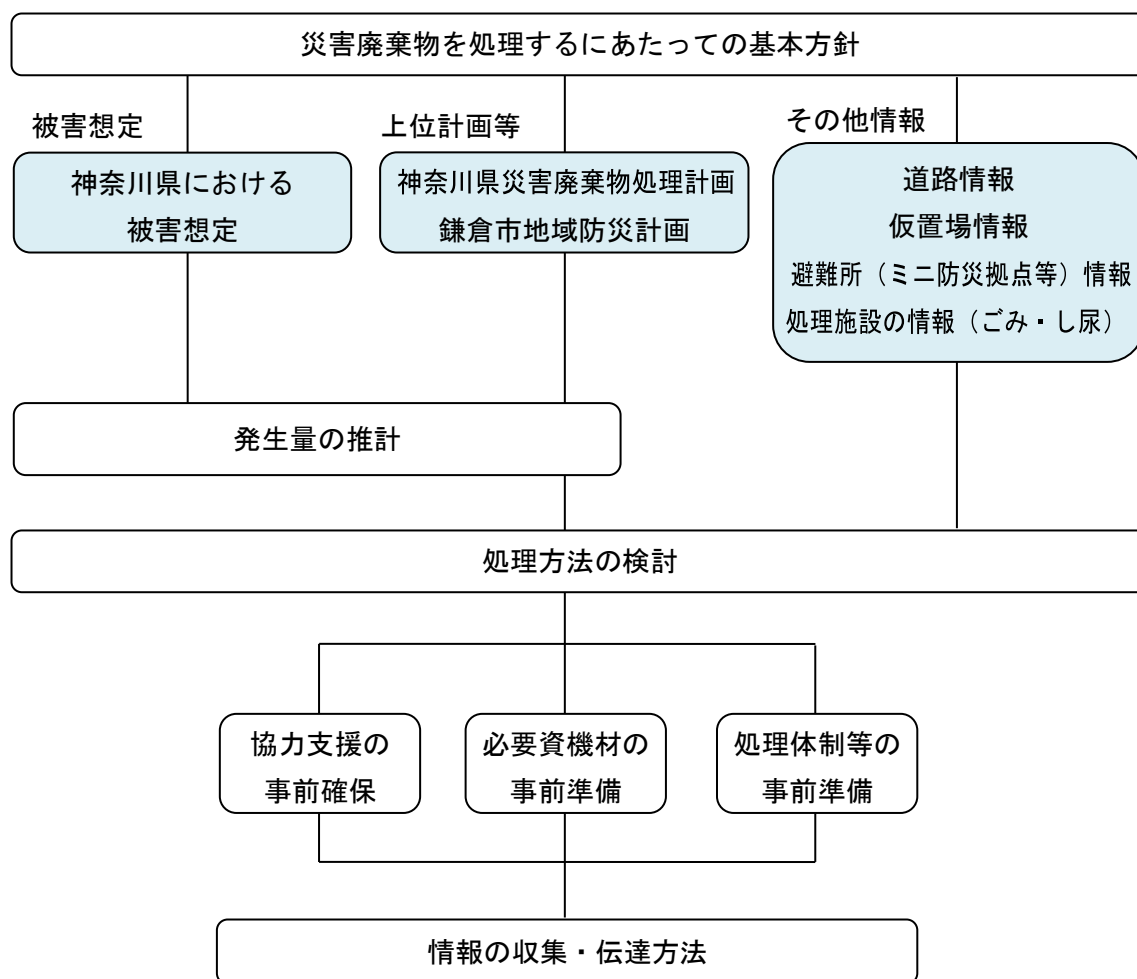 災害廃棄物を処理するにあたっての基本方針
被害想定
上位計画等
その他情報
神奈川県における
被害想定
神奈川県災害廃棄物処理計画
鎌倉市地域防災計画
道路情報
仮置場情報
避難所（ミニ防災拠点等）情報
処理施設の情報（ごみ・し尿）
発生量の推計
処理方法の検討
協力支援の
事前確保
必要資機材の
事前準備
処理体制等の
事前準備
情報の収集・伝達方法